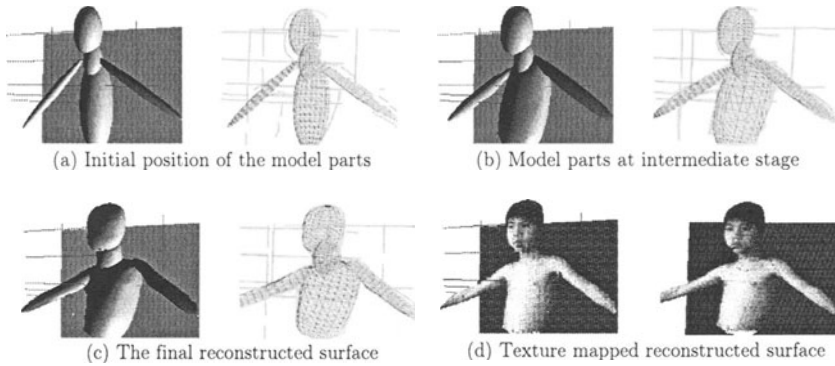 (a) Initial position of the model parts
(b) Model parts at intermediate stage
(c) The final reconstructed surface
(d) Texture mapped reconstructed surface